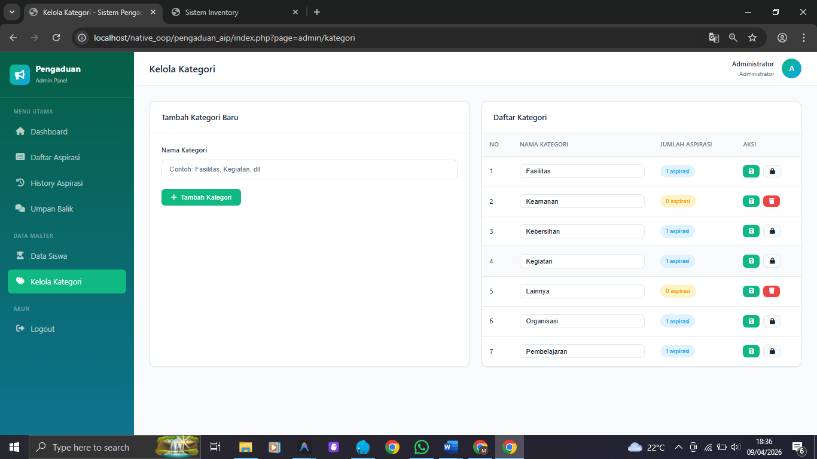 Kelola Kategori - Sistem Penga
Sistem Inventory
localhost/native_oop/pengaduan_aip/index.php?page=admin/kategori
Pengaduan
Admin Panel
MENU UTAMA
Dashboard
Daftar Aspirasi
History Aspirasi
Umpan Balik
DATA MASTER
Data Siswa
Kelola Kategori
AKUN
Logout
Kelola Kategori
Administrator
Administrator
A
Tambah Kategori Baru
Nama Kategori
Contoh: Fasilitas, Kegiatan, dll
+ Tambah Kategori
Daftar Kategori
NO NAMA KATEGORI JUMLAH ASPIRASI AKSI
1 Fasilitas 1 aspirasi
2 Keamanan 0 aspirasi
3 Kebersihan 1 aspirasi
4 Kegiatan 1 aspirasi
5 Lainnya 0 aspirasi
6 Organisasi 1 aspirasi
7 Pembelajaran 1 aspirasi
Type here to search
22°C
18:36
09/04/2026
6